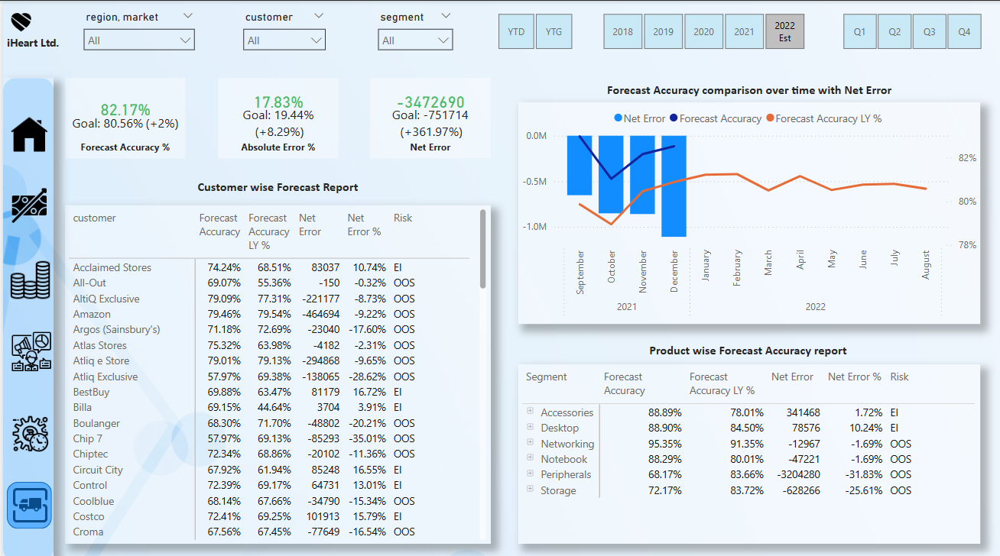 iHeart Ltd.
region, market
All
customer
All
segment
All
YTD YTG
2018 2019 2020 2021 2022 Est
Q1 Q2 Q3 Q4
82.17%
Goal: 80.56% (+2%)
Forecast Accuracy %
17.83%
Goal: 19.44%
(+8.29%)
Absolute Error %
-3472690
Goal: -751714
(+361.97%)
Net Error
Customer wise Forecast Report
customer Forecast Accuracy Forecast Accuracy LY % Net Error Net Error % Risk
Acclaimed Stores 74.24% 68.51% 83037 10.74% EI
All-Out 69.07% 55.36% -150 -0.32% OOS
AltiQ Exclusive 79.09% 77.31% -221177 -8.73% OOS
Amazon 79.46% 79.54% -464694 -9.22% OOS
Argos (Sainsbury's) 71.18% 72.69% -23040 -17.60% OOS
Atlas Stores 75.32% 63.98% -4182 -2.31% OOS
Atliq e Store 79.01% 79.13% -294868 -9.65% OOS
Atliq Exclusive 57.97% 69.38% -138065 -28.62% OOS
BestBuy 69.88% 63.47% 81179 16.72% EI
Billa 69.15% 44.64% 3704 3.91% EI
Boulanger 68.30% 71.70% -48802 -20.21% OOS
Chip 7 57.97% 69.13% -85293 -35.01% OOS
Chiptec 72.34% 68.86% -20102 -11.36% OOS
Circuit City 67.92% 61.94% 85248 16.55% EI
Control 72.39% 69.17% 64731 13.01% EI
Coolblue 68.14% 67.66% -34790 -15.34% OOS
Costco 72.41% 69.25% 101913 15.79% EI
Croma 67.56% 67.45% -77649 -16.54% OOS
Forecast Accuracy comparison over time with Net Error
Net Error Forecast Accuracy Forecast Accuracy LY %
0.0M
-0.5M
-1.0M
82%
80%
78%
September October November December January February March April May June July August
2021 2022
Product wise Forecast Accuracy report
Segment Forecast Accuracy Forecast Accuracy LY % Net Error Net Error % Risk
Accessories 88.89% 78.01% 341468 1.72% EI
Desktop 88.90% 84.50% 78576 10.24% EI
Networking 95.35% 91.35% -12967 -1.69% OOS
Notebook 88.29% 80.01% -47221 -1.69% OOS
Peripherals 68.17% 83.66% -3204280 -31.83% OOS
Storage 72.17% 83.72% -628266 -25.61% OOS